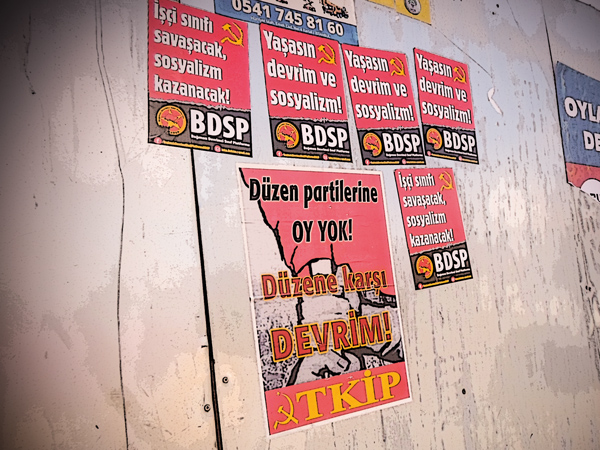 0541 745 81 60
İşçi sınıfı
savaşacak,
sosyalizm
kazanacak!
BDSP
Yaşasın
devrim ve
sosyalizm!
BDSP
Yaşasın
devrim ve
sosyalizm!
BDSP
Yaşasın
devrim ve
sosyalizm!
BDSP
Düzen partilerine
OY YOK!
Düzene karşı
DEVRİM!
TKİP
İşçi sınıfı
savaşacak,
sosyalizm
kazanacak!
BDSP
OYLA
DE